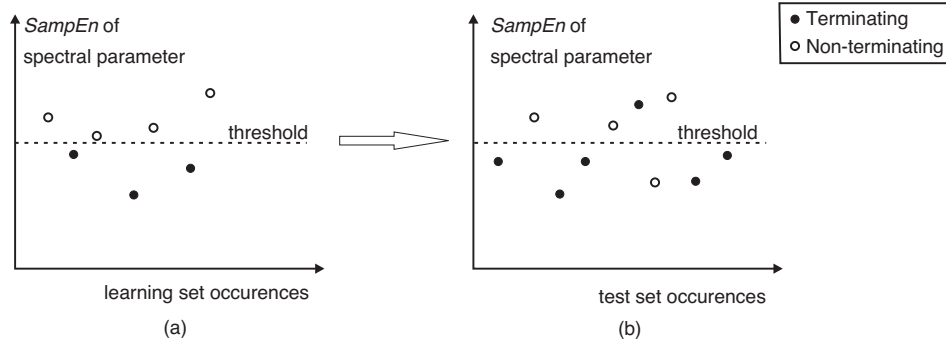 SampEn of
spectral parameter
threshold
learning set occurences
(a)
SampEn of
spectral parameter
threshold
test set occurences
(b)
Terminating
Non-terminating